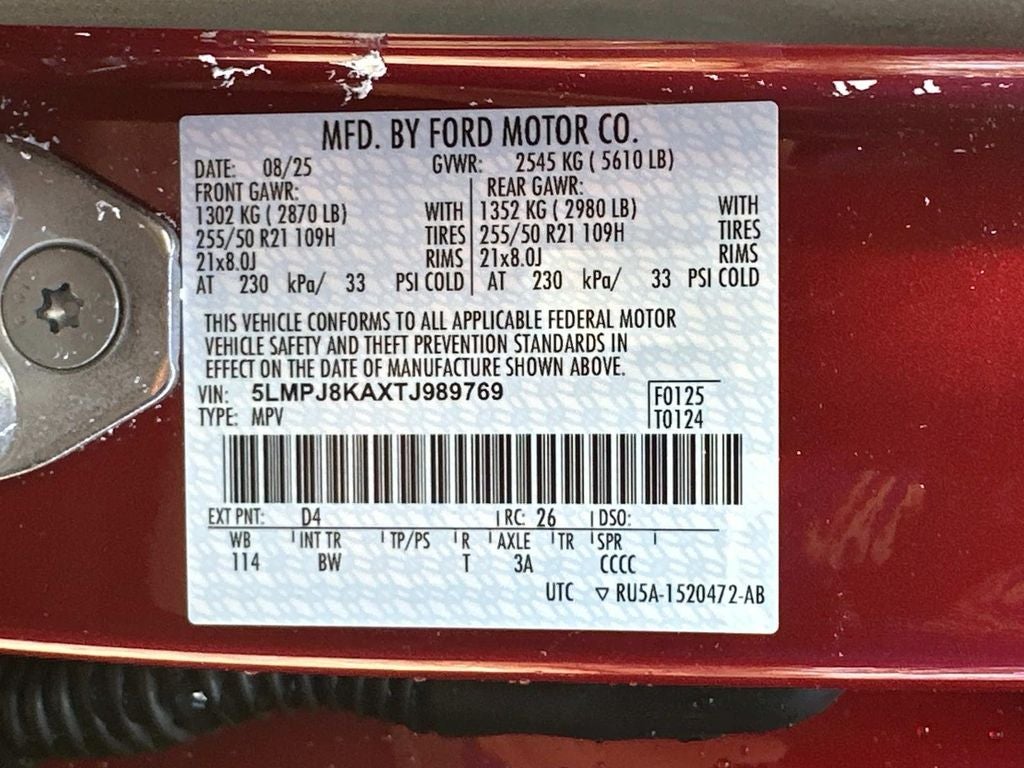 MFD. BY FORD MOTOR CO.
DATE: 08/25 GVWR: 2545 KG ( 5610 LB)
FRONT GAWR: REAR GAWR:
1302 KG ( 2870 LB) WITH 1352 KG ( 2980 LB) WITH
255/50 R21 109H TIRES 255/50 R21 109H TIRES
21x8.0J RIMS 21x8.0J RIMS
AT 230 kPa/ 33 PSI COLD AT 230 kPa/ 33 PSI COLD
THIS VEHICLE CONFORMS TO ALL APPLICABLE FEDERAL MOTOR
VEHICLE SAFETY AND THEFT PREVENTION STANDARDS IN
EFFECT ON THE DATE OF MANUFACTURE SHOWN ABOVE.
VIN: 5LMPJ8KAXTJ989769 F0125
TYPE: MPV T0124
EXT PNT: D4 RC: 26 DSO:
WB INT TR TP/PS R AXLE TR SPR
114 BW T 3A CCCC
UTC ▽ RU5A-1520472-AB